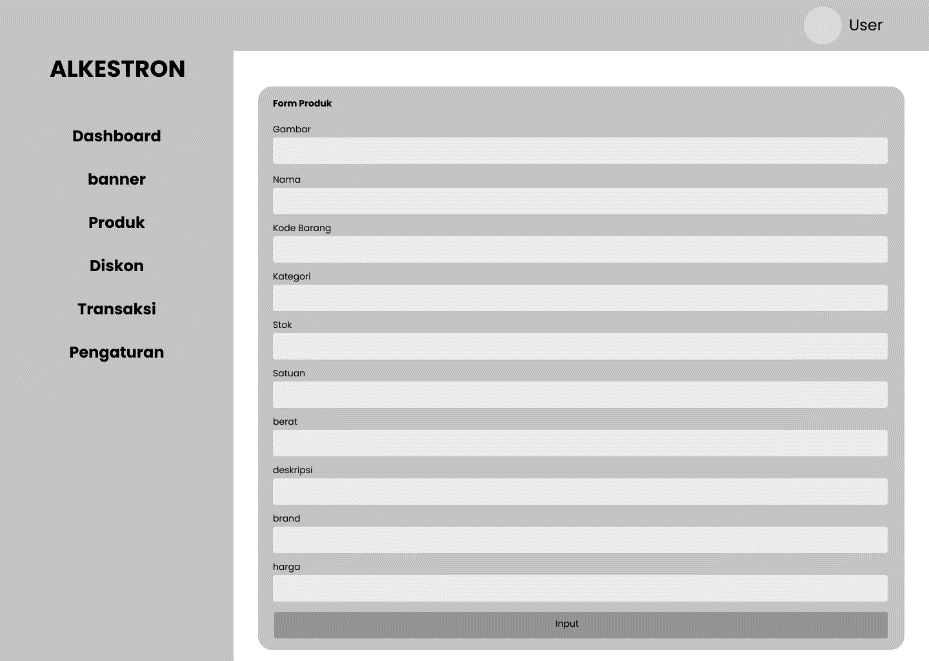 User
ALKESTRON
Dashboard
banner
Produk
Diskon
Transaksi
Pengaturan
Form Produk
Gambar
Nama
Kode Barang
Kategori
Stok
Satuan
berat
deskripsi
brand
harga
Input